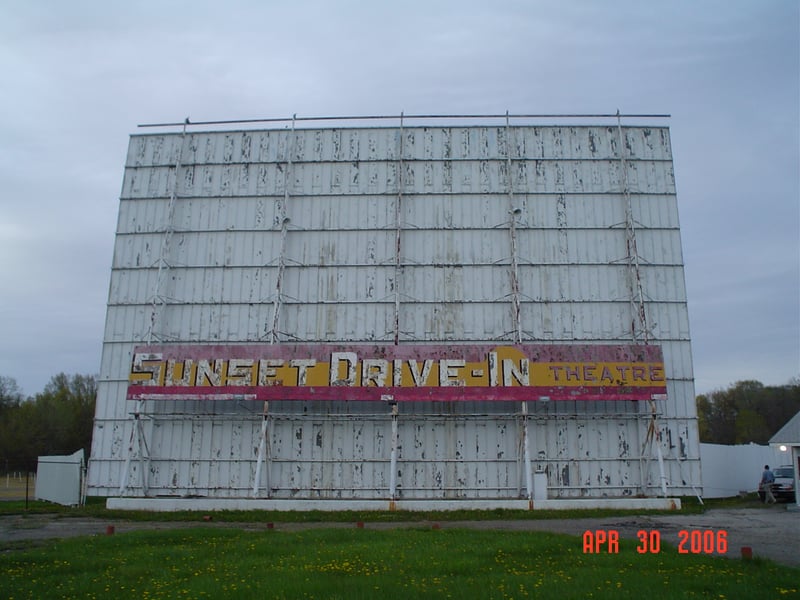 SUNSET DRIVE-IN THEATRE
APR 30 2006